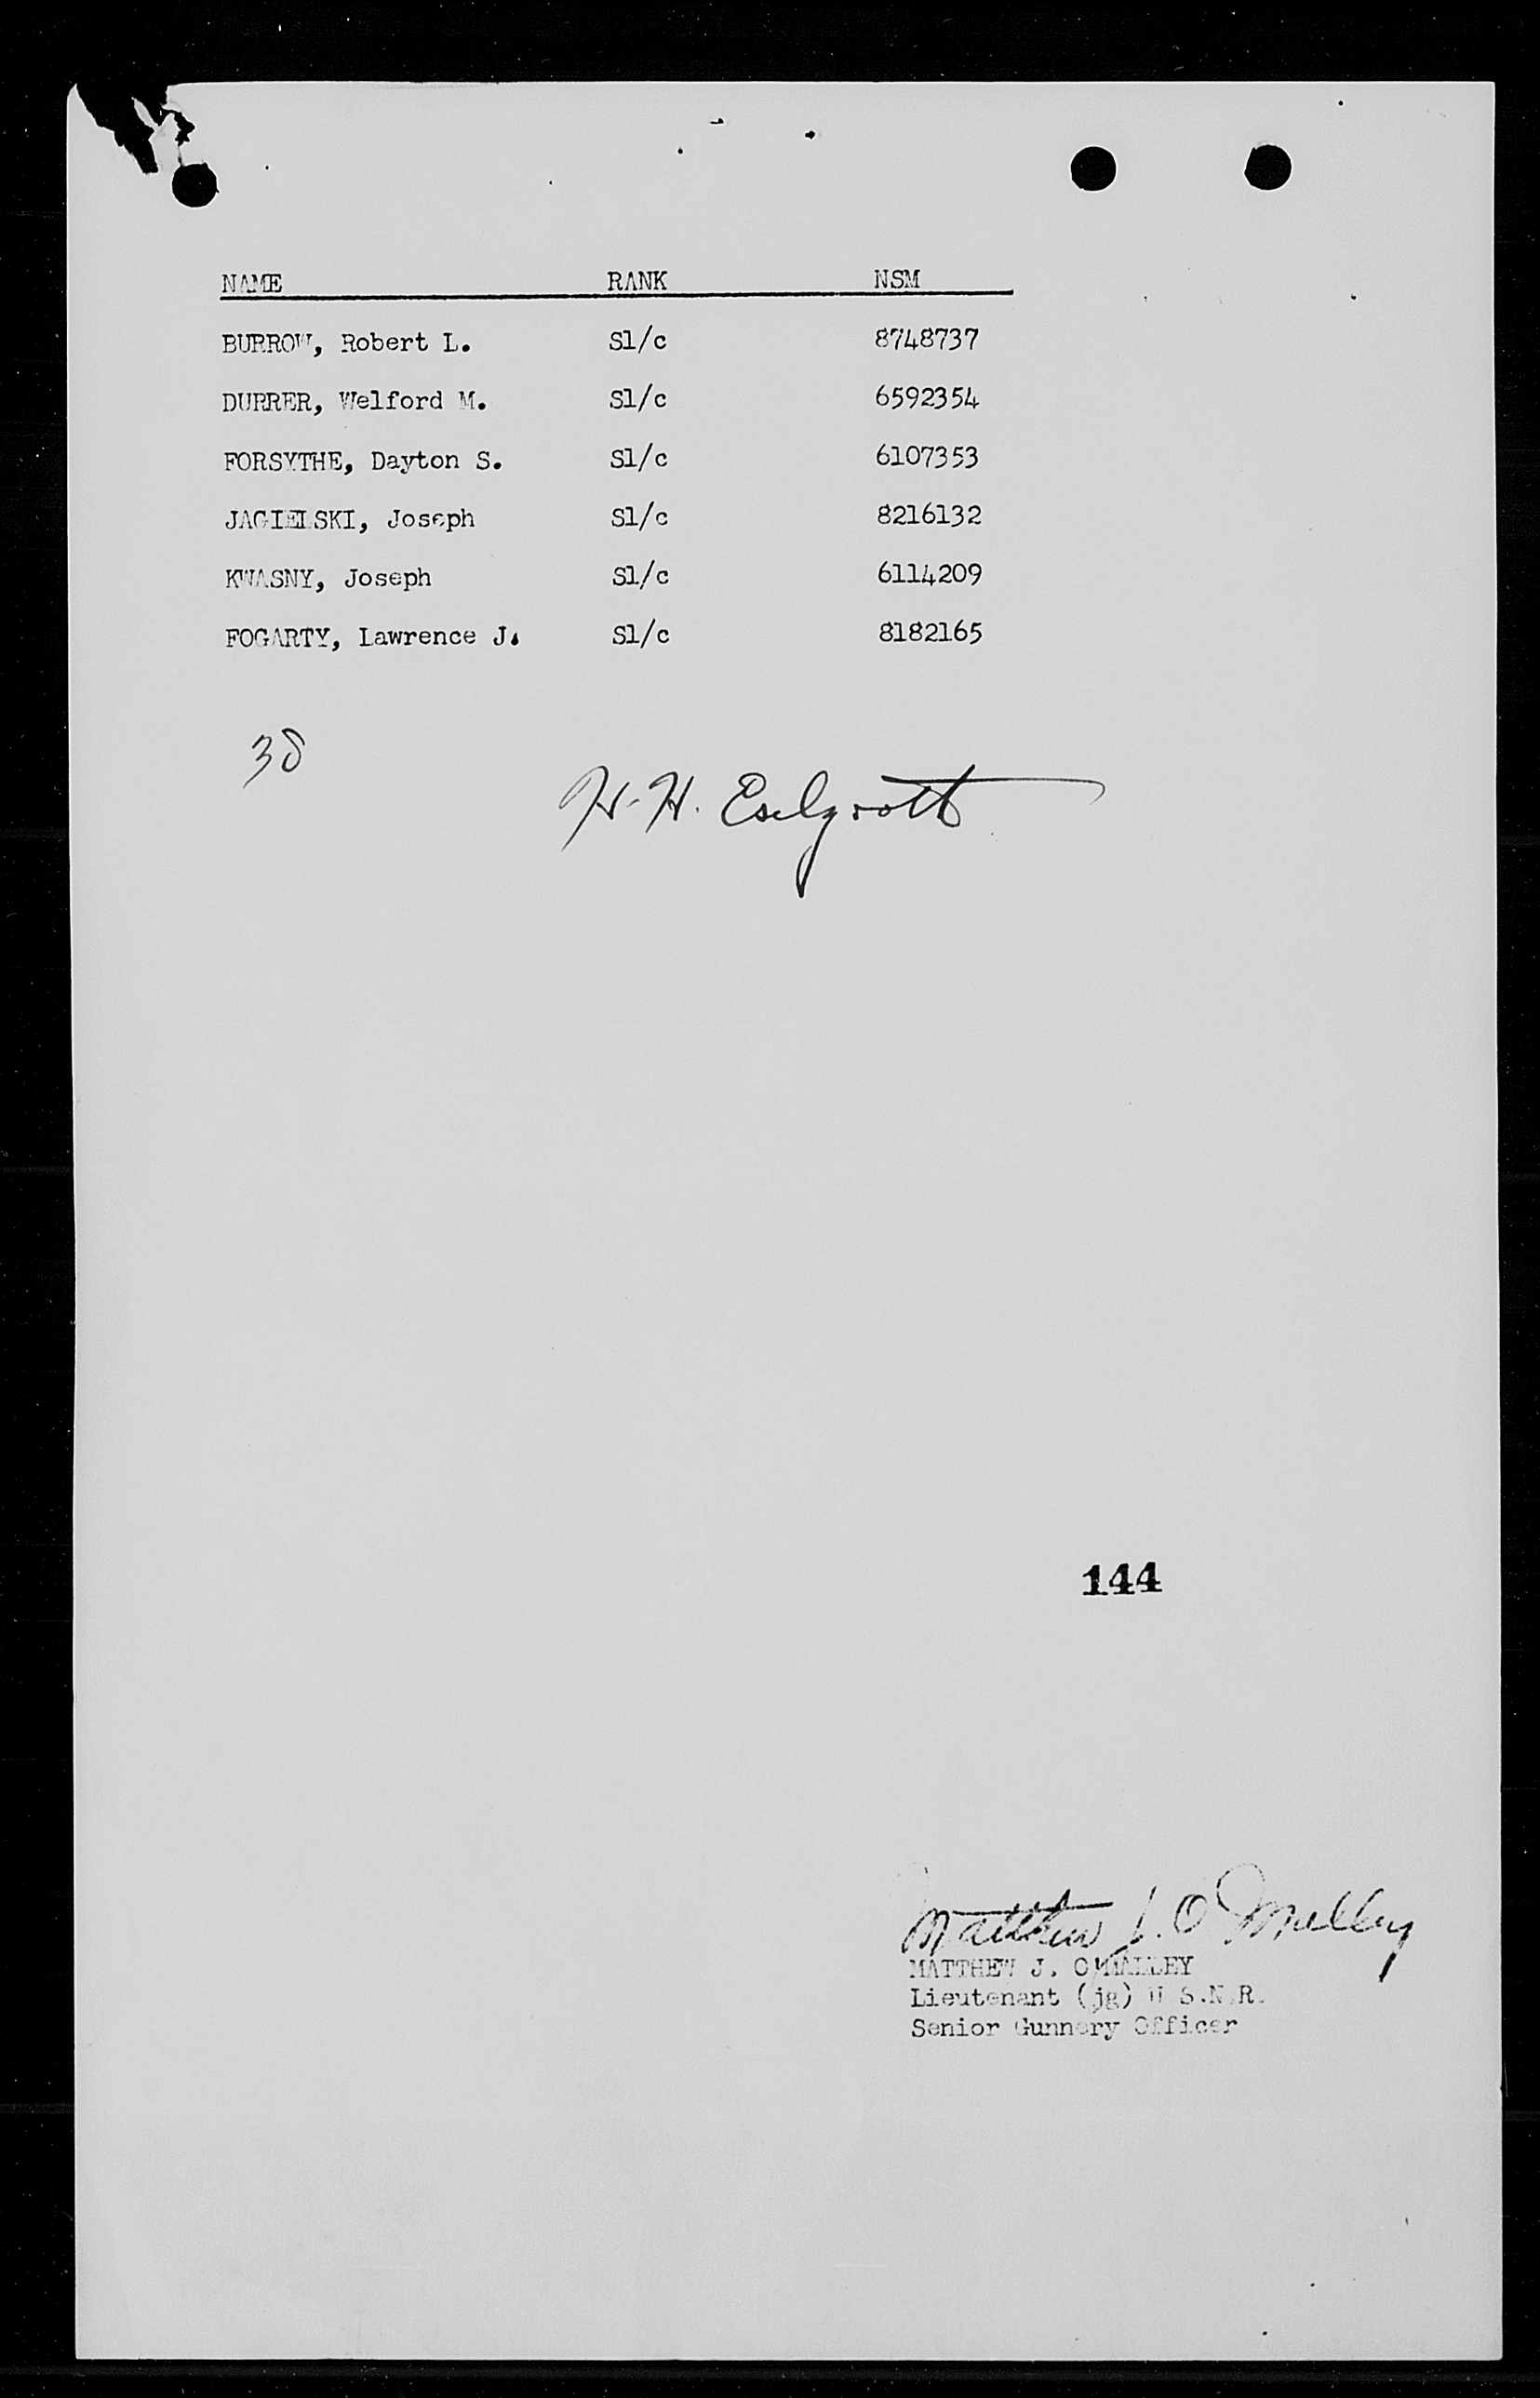 NAME RANK NSM
BURROW, Robert L. S1/c 8748737
DURRER, Welford M. S1/c 6592354
FORSYTHE, Dayton S. S1/c 6107353
JAGIELSKI, Joseph S1/c 8216132
KWASNY, Joseph S1/c 6114209
FOGARTY, Lawrence J. S1/c 8182165
38
H.
144
Matthew J. O'Malley
MATTHEW J. O'MALLEY
Lieutenant (jg) U.S.N.R.
Senior Gunnery Officer